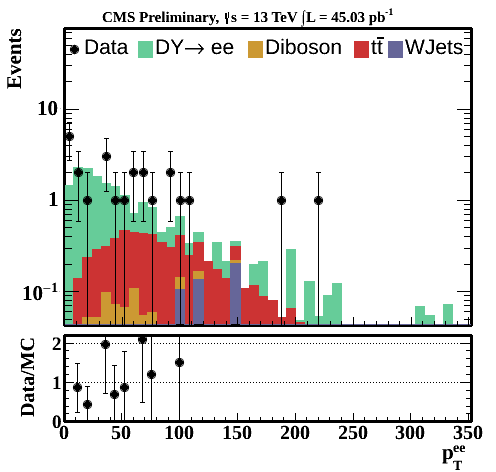 CMS Preliminary, √s = 13 TeV ∫L = 45.03 pb⁻¹
Events
Data DY→ ee Diboson tt̄ WJets
10
1
10⁻¹
Data/MC
2
1
0
0 50 100 150 200 250 300 350
p_T^ee